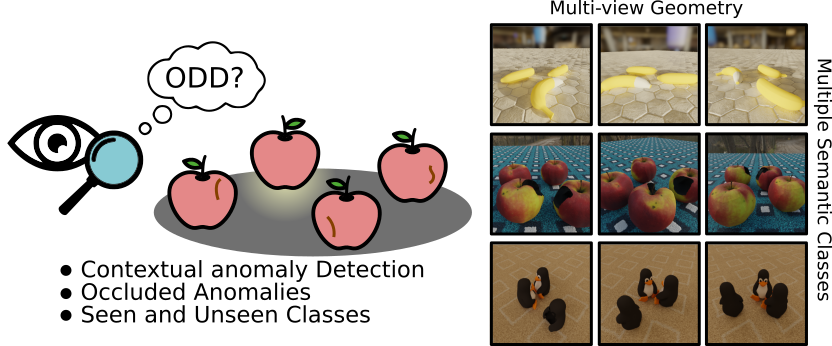 Multi-view Geometry
ODD?
Multiple Semantic Classes
● Contextual anomaly Detection
● Occluded Anomalies
● Seen and Unseen Classes